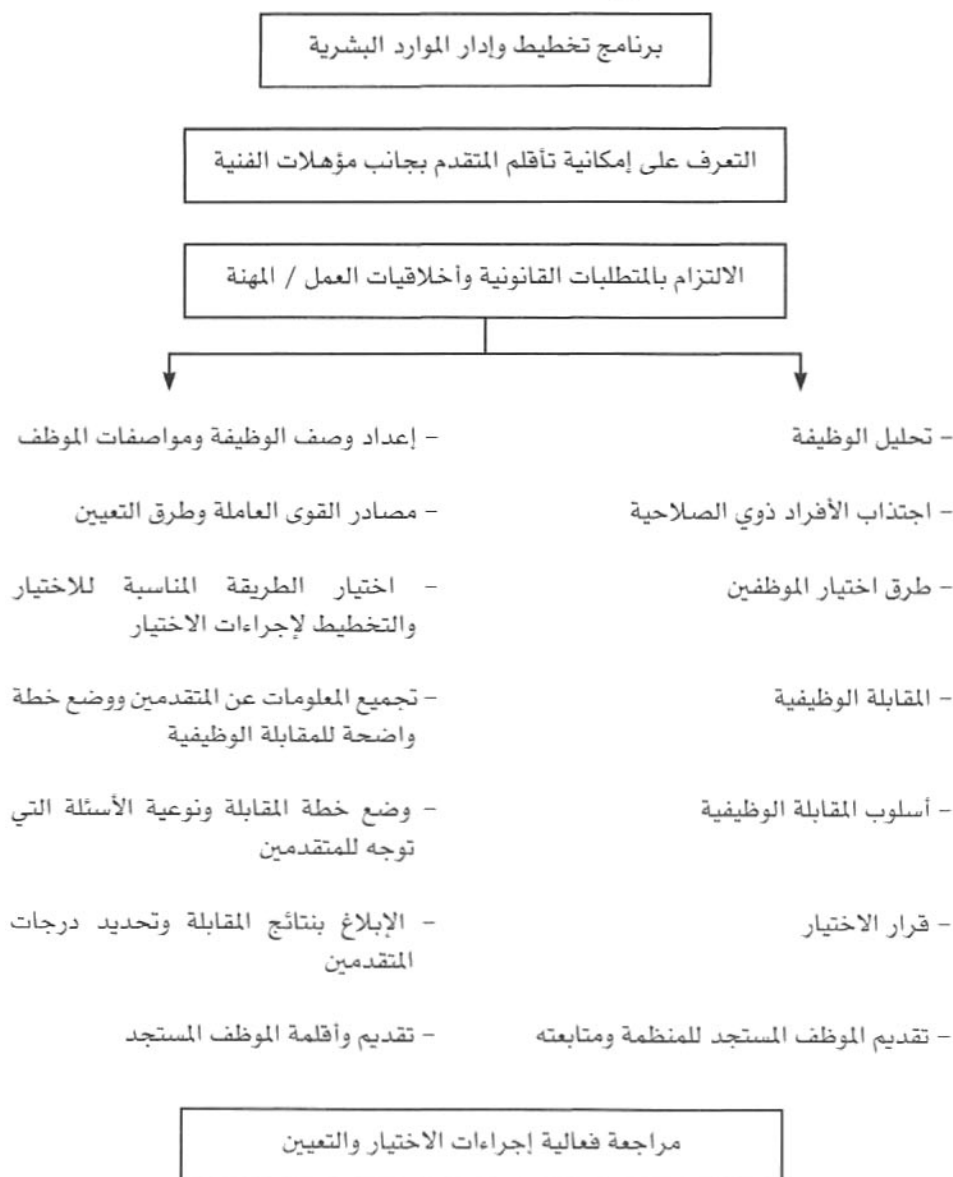 برنامج تخطيط وإدار الموارد البشرية
التعرف على إمكانية تأقلم المتقدم بجانب مؤهلات الفنية
الالتزام بالمتطلبات القانونية وأخلاقيات العمل / المهنة
– تحليل الوظيفة
– إعداد وصف الوظيفة ومواصفات الموظف
– اجتذاب الأفراد ذوي الصلاحية
– مصادر القوى العاملة وطرق التعيين
– طرق اختيار الموظفين
– اختيار الطريقة المناسبة للاختيار
والتخطيط لإجراءات الاختيار
– المقابلة الوظيفية
– تجميع المعلومات عن المتقدمين ووضع خطة
واضحة للمقابلة الوظيفية
– أسلوب المقابلة الوظيفية
– وضع خطة المقابلة ونوعية الأسئلة التي
توجه للمتقدمين
– قرار الاختيار
– الإبلاغ بنتائج المقابلة وتحديد درجات
المتقدمين
– تقديم الموظف المستجد للمنظمة ومتابعته
– تقديم وأقلمة الموظف المستجد
مراجعة فعالية إجراءات الاختيار والتعيين